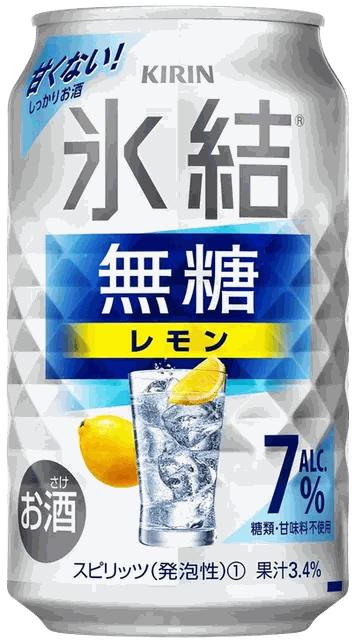 甘くない！
しっかりお酒
KIRIN
氷結®
無糖
レモン
7 ALC. %
糖類・甘味料不使用
さけ
お酒
スピリッツ（発泡性）① 果汁3.4%